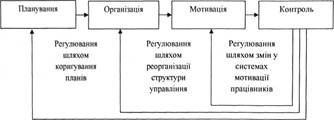 Планування Організація Мотивація Контроль
Регулювання
шляхом
коригування
планів
Регулювання
шляхом
реорганізації
структури
управління
Регулювання
шляхом змін у
системах
мотивації
працівників